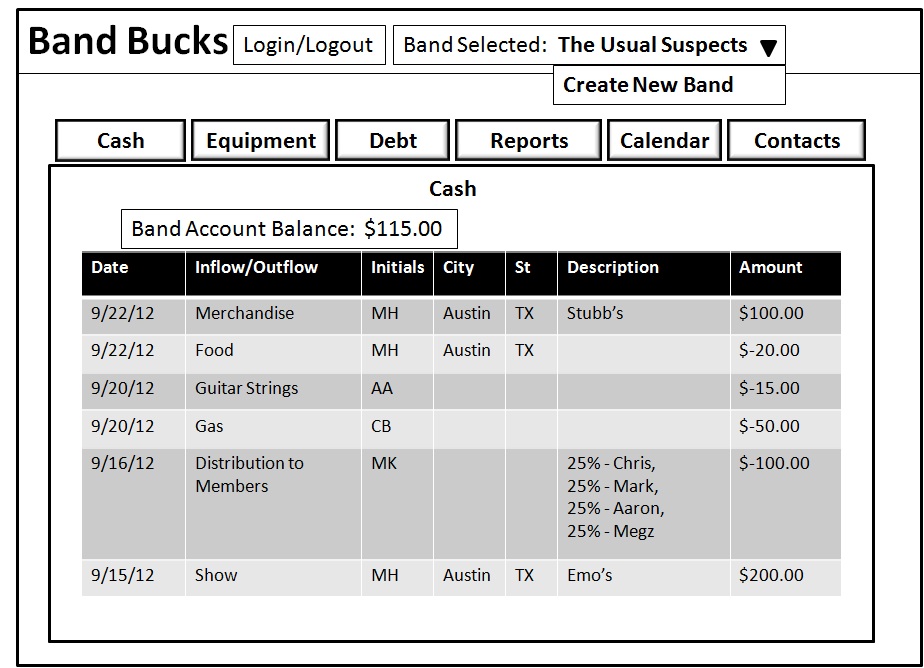 Band Bucks Login/Logout Band Selected: The Usual Suspects ▼
Create New Band
Cash Equipment Debt Reports Calendar Contacts
Cash
Band Account Balance: $115.00
Date Inflow/Outflow Initials City St Description Amount
9/22/12 Merchandise MH Austin TX Stubb’s $100.00
9/22/12 Food MH Austin TX $-20.00
9/20/12 Guitar Strings AA $-15.00
9/20/12 Gas CB $-50.00
9/16/12 Distribution to MK 25% - Chris, $-100.00
Members 25% - Mark,
25% - Aaron,
25% - Megz
9/15/12 Show MH Austin TX Emo’s $200.00